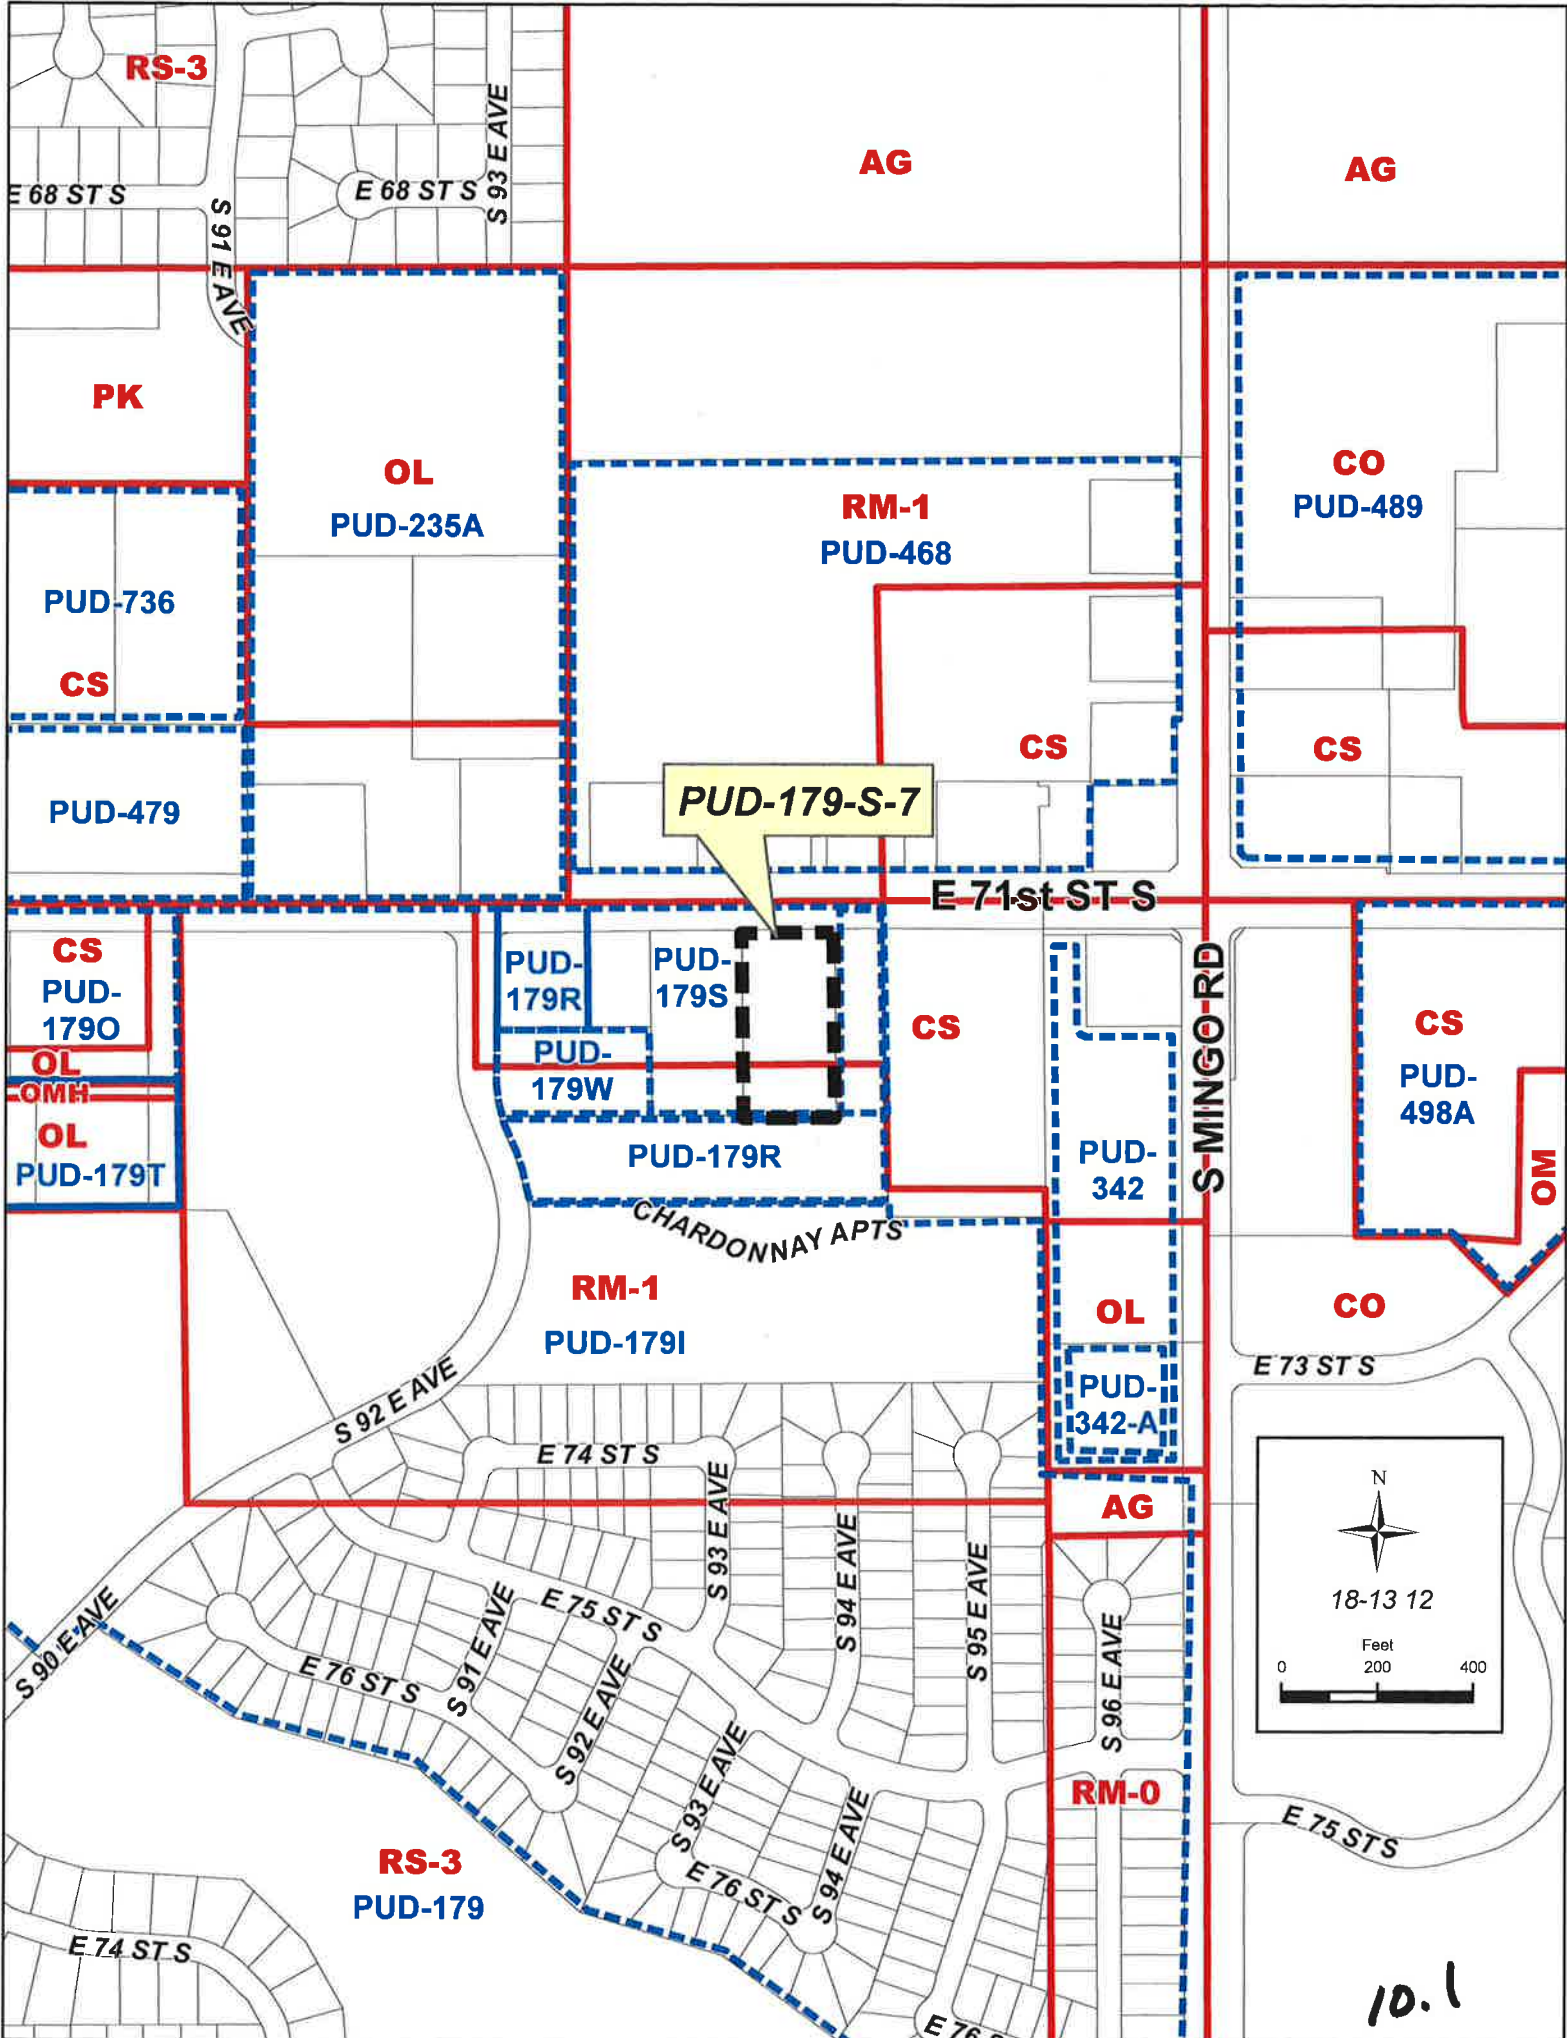 RS-3
S 93 E AVE
AG
AG
E 68 ST S
E 68 ST S
S 91 E AVE
PK
OL
PUD-235A
CO
PUD-489
RM-1
PUD-468
PUD-736
CS
CS
CS
PUD-479
PUD-179-S-7
E 71st ST S
CS
PUD-
179O
OL
OMH
OL
PUD-179T
PUD-
179R
PUD-
179S
PUD-
179W
PUD-179R
CS
S MINGO RD
CS
PUD-
498A
OM
PUD-
342
CHARDONNAY APTS
RM-1
PUD-179I
OL
CO
E 73 ST S
PUD-
342-A
S 92 E AVE
E 74 ST S
AG
N
18-13 12
Feet
0 200 400
S 93 E AVE
S 94 E AVE
S 95 E AVE
S 96 E AVE
S 90 E AVE
E 75 ST S
S 91 E AVE
E 76 ST S
S 92 E AVE
S 93 E AVE
S 94 E AVE
RM-0
E 75 ST S
RS-3
PUD-179
E 76 ST S
E 74 ST S
E 76
10.1